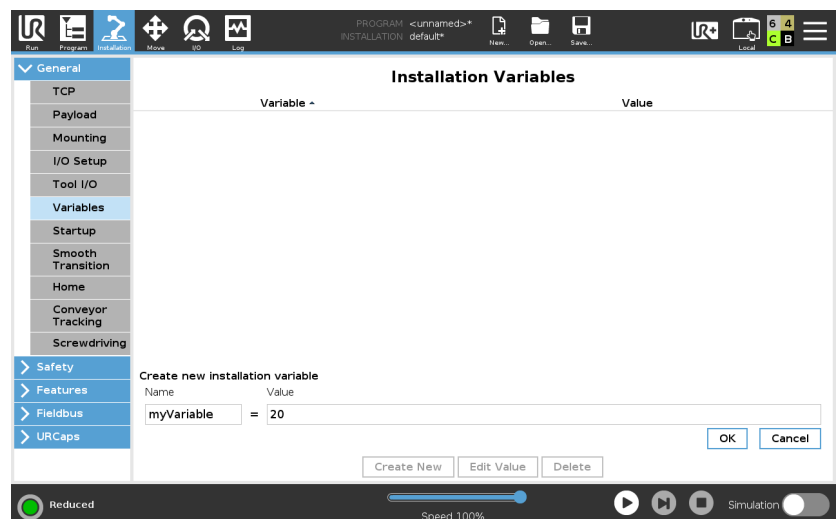 PROGRAM <unnamed>*
INSTALLATION default*
UR
Run
Program
Installation
Move
I/O
Log
New...
Open...
Save...
UR+
Local
6 4
C B
General
TCP
Payload
Mounting
I/O Setup
Tool I/O
Variables
Startup
Smooth
Transition
Home
Conveyor
Tracking
Screwdriving
Safety
Features
Fieldbus
URCaps
Installation Variables
Variable Value
Create new installation variable
Name Value
myVariable = 20
OK Cancel
Create New Edit Value Delete
Reduced
Speed 100%
Simulation